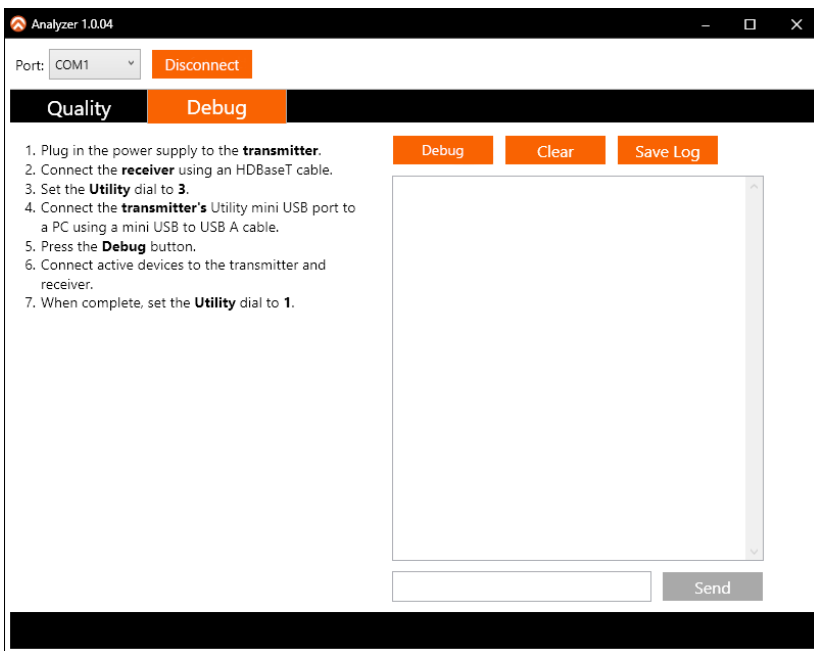 Analyzer 1.0.04
Port: COM1 Disconnect
Quality Debug
1. Plug in the power supply to the transmitter.
2. Connect the receiver using an HDBaseT cable.
3. Set the Utility dial to 3.
4. Connect the transmitter's Utility mini USB port to
a PC using a mini USB to USB A cable.
5. Press the Debug button.
6. Connect active devices to the transmitter and
receiver.
7. When complete, set the Utility dial to 1.
Debug Clear Save Log
Send